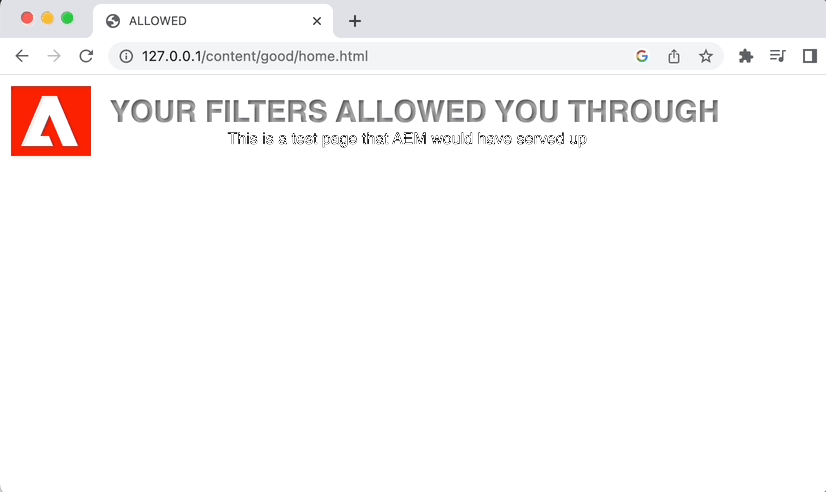 ALLOWED
127.0.0.1/content/good/home.html
YOUR FILTERS ALLOWED YOU THROUGH
This is a test page that AEM would have served up